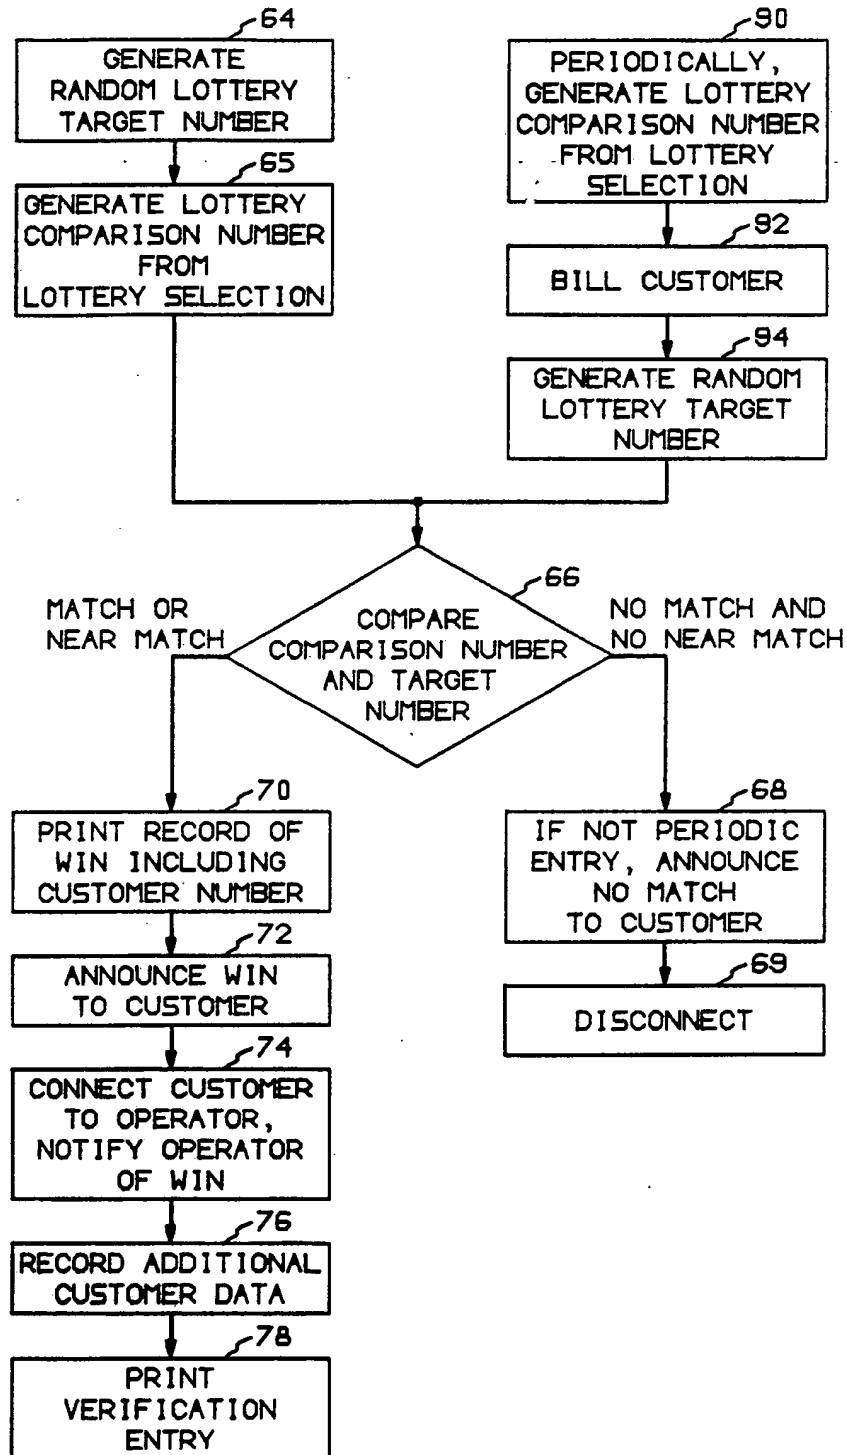 64
GENERATE
RANDOM LOTTERY
TARGET NUMBER
65
GENERATE LOTTERY
COMPARISON NUMBER
FROM
LOTTERY SELECTION
90
PERIODICALLY,
GENERATE LOTTERY
COMPARISON NUMBER
FROM LOTTERY
SELECTION
92
BILL CUSTOMER
94
GENERATE RANDOM
LOTTERY TARGET
NUMBER
66
COMPARE
COMPARISON NUMBER
AND TARGET
NUMBER
MATCH OR
NEAR MATCH
NO MATCH AND
NO NEAR MATCH
70
PRINT RECORD OF
WIN INCLUDING
CUSTOMER NUMBER
72
ANNOUNCE WIN
TO CUSTOMER
74
CONNECT CUSTOMER
TO OPERATOR,
NOTIFY OPERATOR
OF WIN
76
RECORD ADDITIONAL
CUSTOMER DATA
78
PRINT
VERIFICATION
ENTRY
68
IF NOT PERIODIC
ENTRY, ANNOUNCE
NO MATCH
TO CUSTOMER
69
DISCONNECT